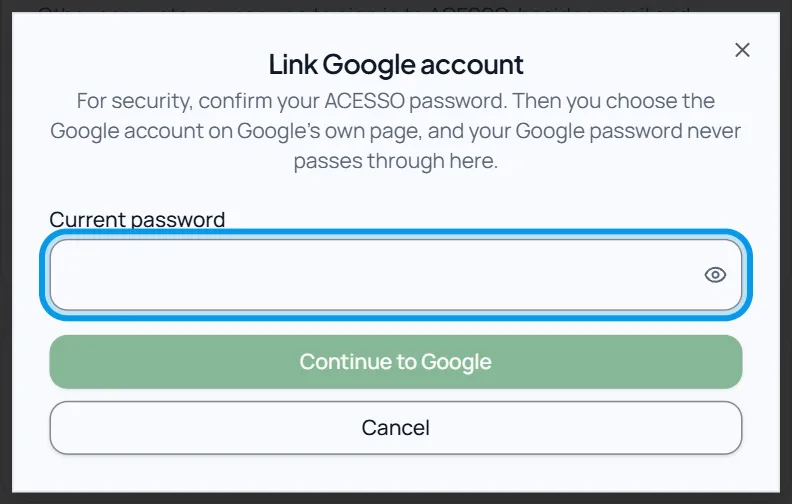 Link Google account
For security, confirm your ACESSO password. Then you choose the
Google account on Google's own page, and your Google password never
passes through here.
Current password
Continue to Google
Cancel